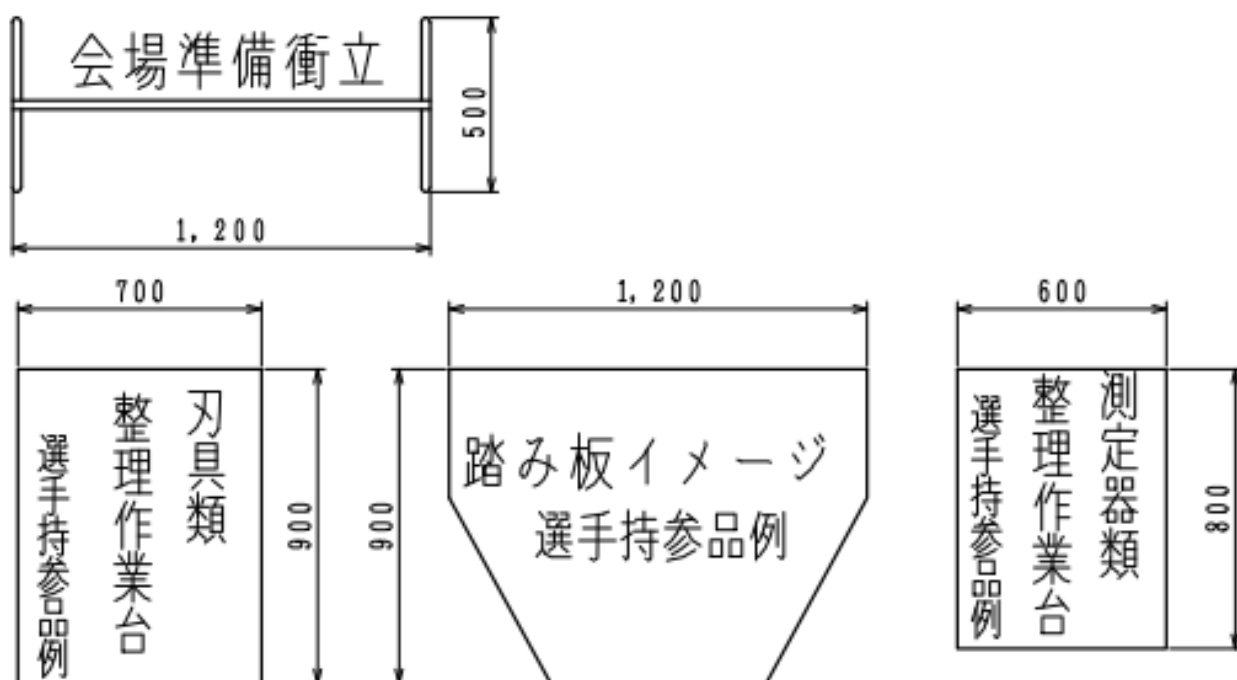 会場準備衝立
500
1,200
700
1,200
600
刃具類
整理作業台
選手持参品例
900
900
踏み板イメージ
選手持参品例
測定器類
整理作業台
選手持参品例
800